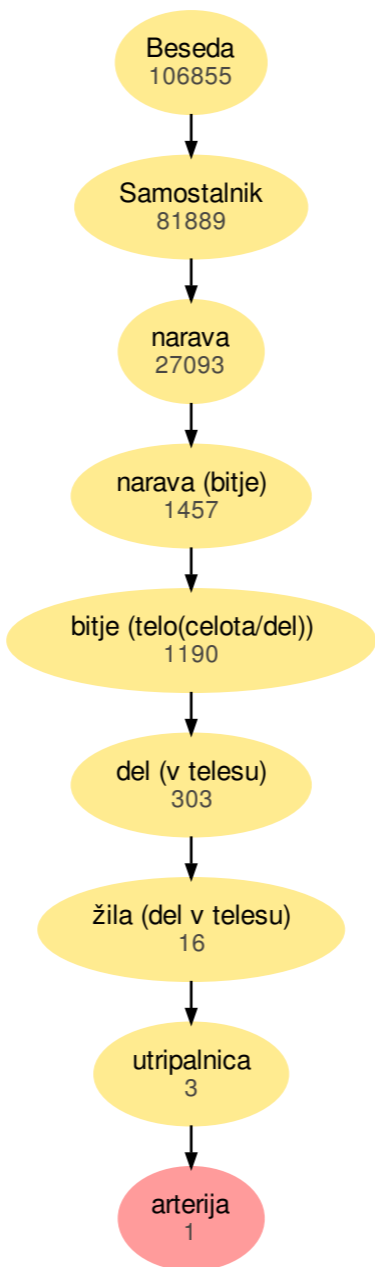 Beseda
106855
Samostalnik
81889
narava
27093
narava (bitje)
1457
bitje (telo(celota/del))
1190
del (v telesu)
303
žila (del v telesu)
16
utripalnica
3
arterija
1